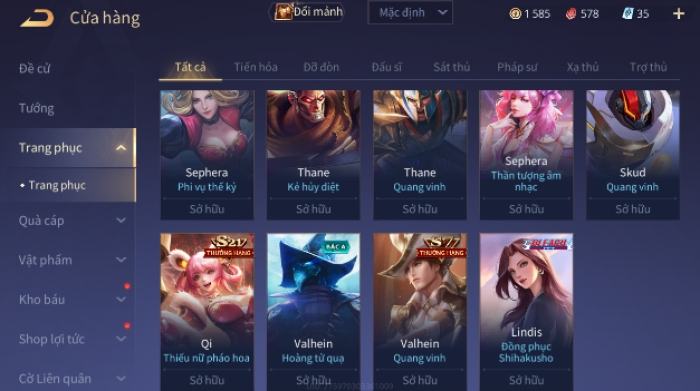 Cửa hàng
Đổi mảnh
Mặc định
1 585
578
35
Đề cử
Tướng
Trang phục
Trang phục
Quà cáp
Vật phẩm
Kho báu
Shop lợi tức
Cờ Liên quân
Tất cả Tiến hóa Đỡ đòn Đấu sĩ Sát thủ Pháp sư Xạ thủ Trợ thủ
Sephera
Phi vụ thế kỷ
Sở hữu
Thane
Kẻ hủy diệt
Sở hữu
Thane
Quang vinh
Sở hữu
Sephera
Thần tượng âm
nhạc
Sở hữu
Skud
Quang vinh
Sở hữu
S21
THƯỞNG HẠNG
Qi
Thiếu nữ pháo hoa
Sở hữu
BẬC A
Valhein
Hoàng tử quạ
Sở hữu
THƯỞNG HẠNG
Valhein
Quang vinh
Sở hữu
BLEACH
Lindis
Đồng phục
Shihakusho
Sở hữu